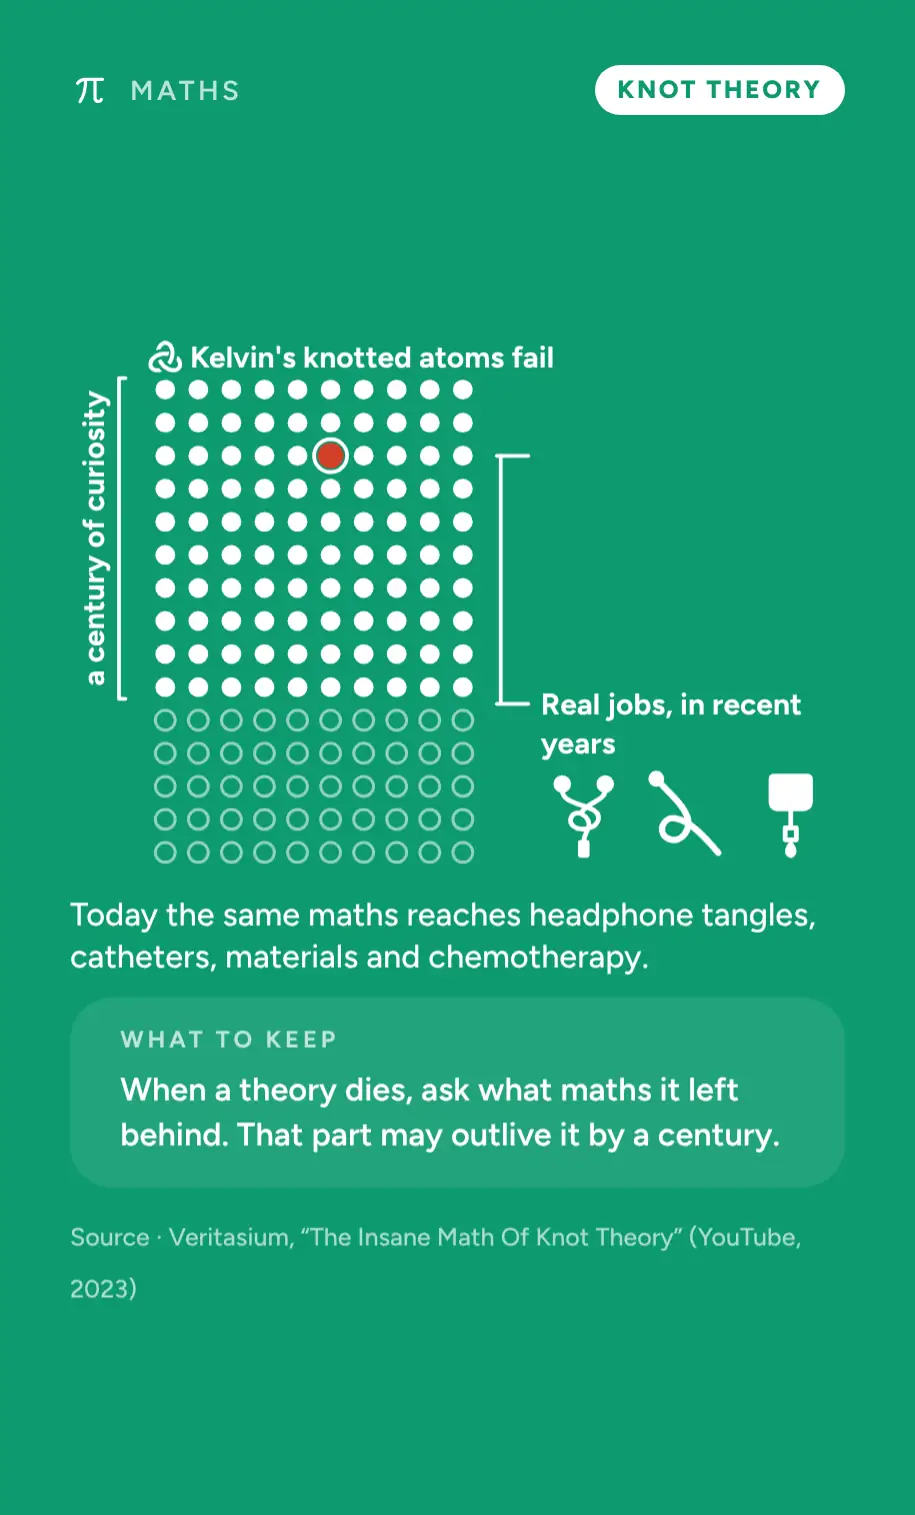 π MATHS
KNOT THEORY
Kelvin's knotted atoms fail
a century of curiosity
Real jobs, in recent
years
Today the same maths reaches headphone tangles,
catheters, materials and chemotherapy.
WHAT TO KEEP
When a theory dies, ask what maths it left
behind. That part may outlive it by a century.
Source · Veritasium, “The Insane Math Of Knot Theory” (YouTube,
2023)